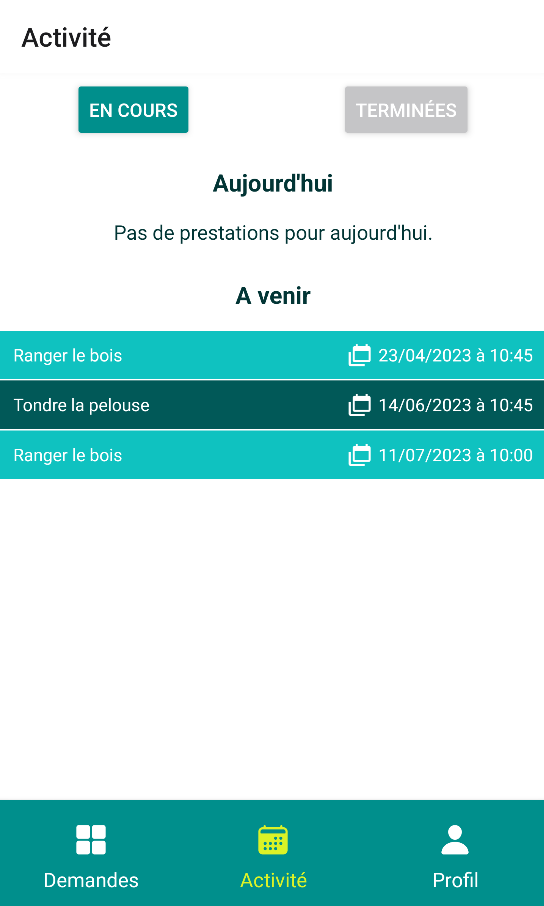 Activité
EN COURS
TERMINÉES
Aujourd'hui
Pas de prestations pour aujourd'hui.
A venir
Ranger le bois 23/04/2023 à 10:45
Tondre la pelouse 14/06/2023 à 10:45
Ranger le bois 11/07/2023 à 10:00
Demandes Activité Profil